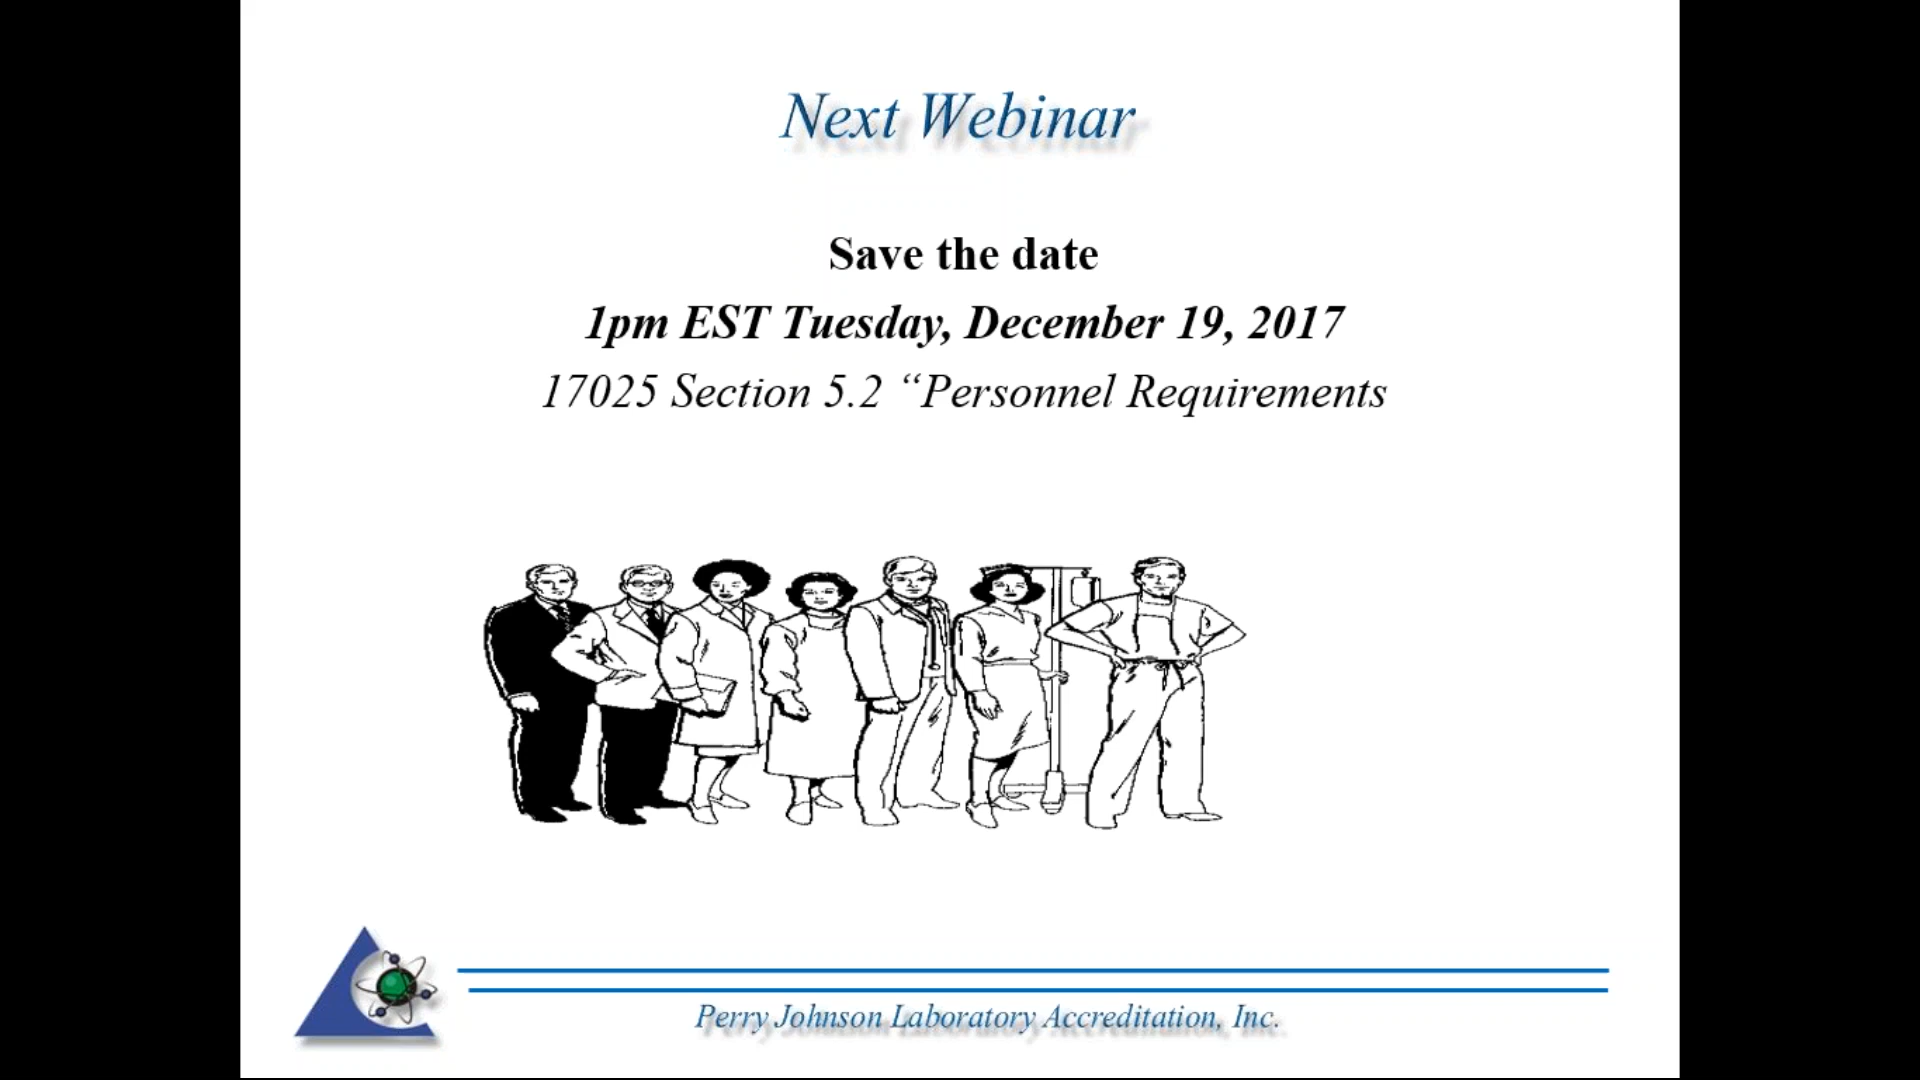 Next Webinar
Save the date
1pm EST Tuesday, December 19, 2017
17025 Section 5.2 “Personnel Requirements
Perry Johnson Laboratory Accreditation, Inc.